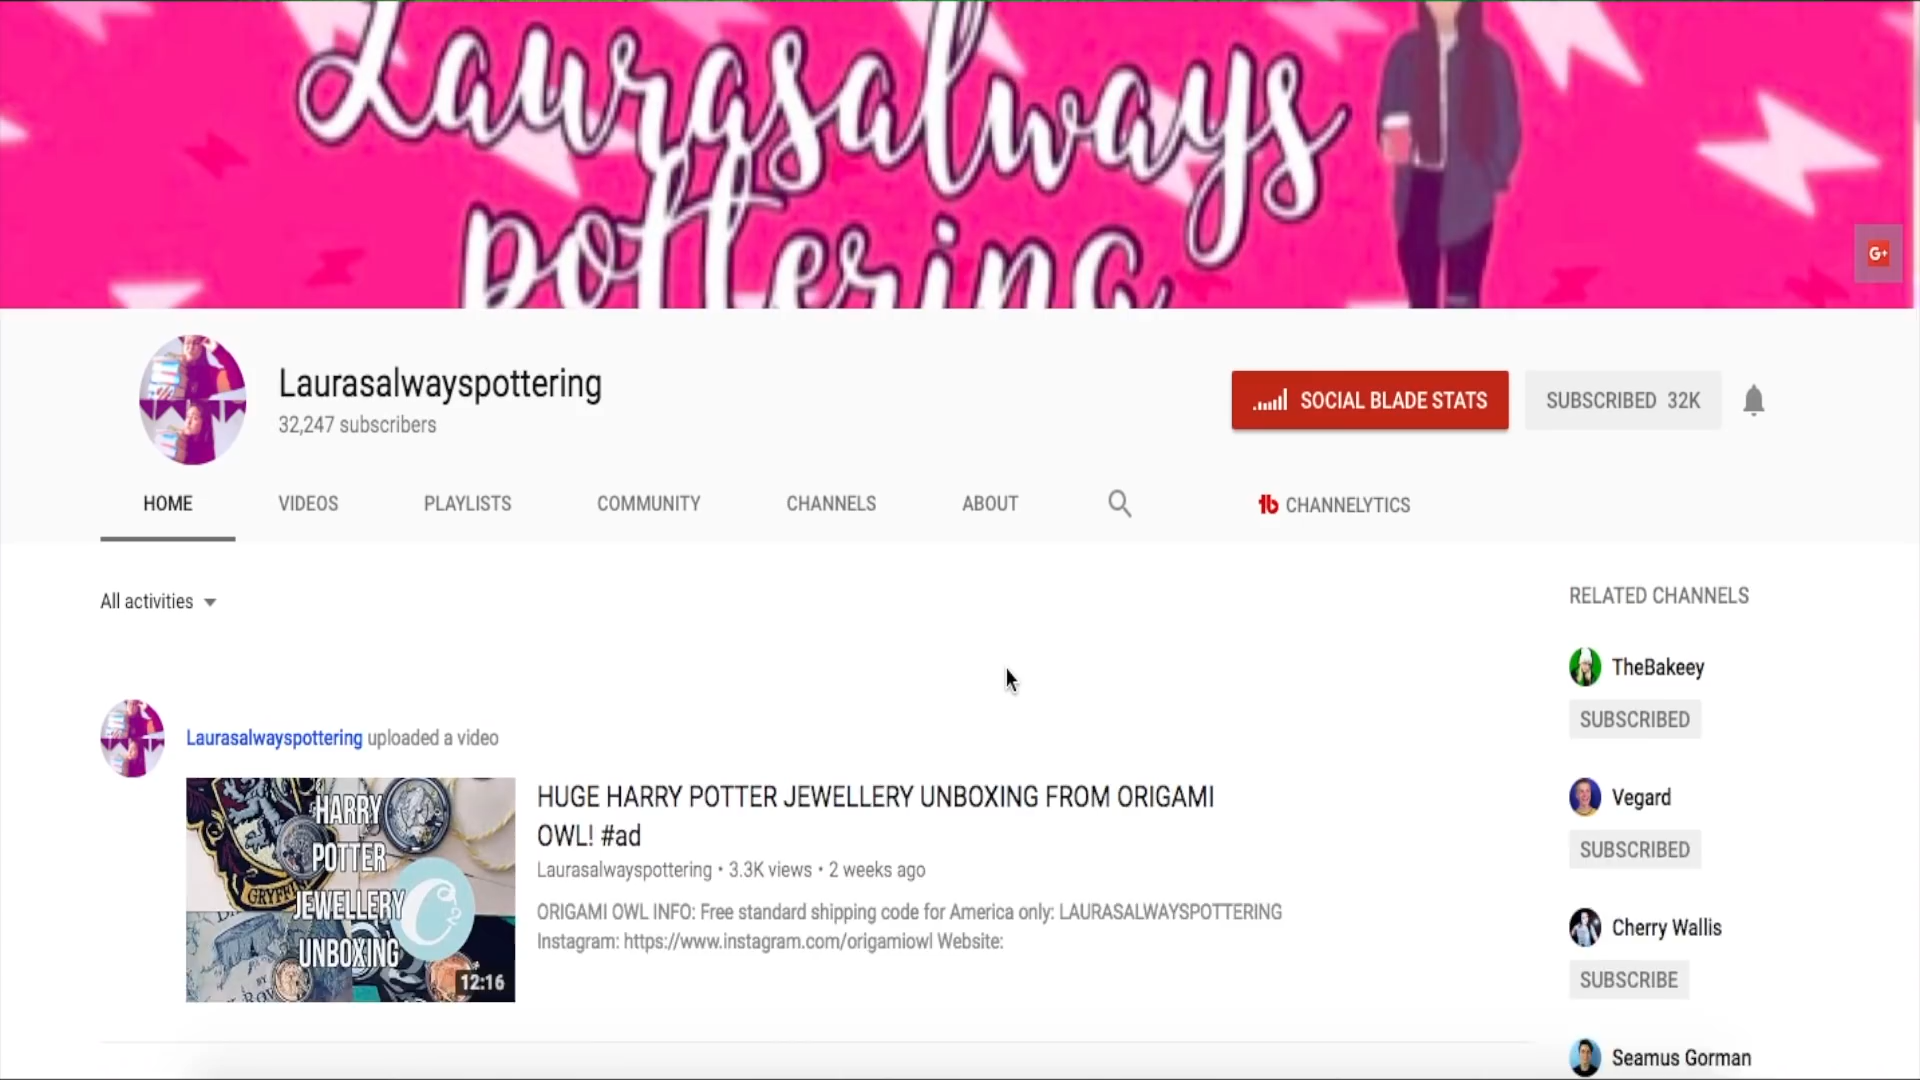 Laurasalways
pottering
G+
Laurasalwayspottering
32,247 subscribers
SOCIAL BLADE STATS
SUBSCRIBED 32K
HOME
VIDEOS
PLAYLISTS
COMMUNITY
CHANNELS
ABOUT
tb CHANNELYTICS
All activities
Laurasalwayspottering uploaded a video
HARRY
POTTER
JEWELLERY
UNBOXING
12:16
HUGE HARRY POTTER JEWELLERY UNBOXING FROM ORIGAMI
OWL! #ad
Laurasalwayspottering • 3.3K views • 2 weeks ago
ORIGAMI OWL INFO: Free standard shipping code for America only: LAURASALWAYSPOTTERING
Instagram: https://www.instagram.com/origamiowl Website:
RELATED CHANNELS
TheBakeey
SUBSCRIBED
Vegard
SUBSCRIBED
Cherry Wallis
SUBSCRIBE
Seamus Gorman